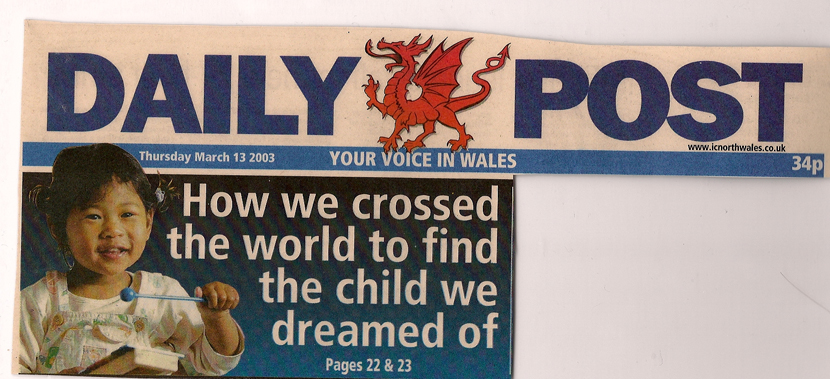 DAILY POST
www.icnorthwales.co.uk
Thursday March 13 2003 YOUR VOICE IN WALES 34p
How we crossed
the world to find
the child we
dreamed of
Pages 22 & 23